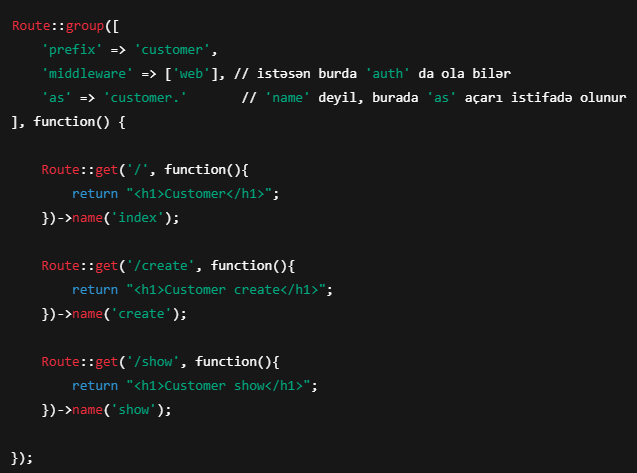 Route::group([
    'prefix' => 'customer',
    'middleware' => ['web'], // istəsən burda 'auth' da ola bilər
    'as' => 'customer.'       // 'name' deyil, burada 'as' açarı istifadə olunur
], function() {
    Route::get('/', function(){
        return "<h1>Customer</h1>";
    })->name('index');
    Route::get('/create', function(){
        return "<h1>Customer create</h1>";
    })->name('create');
    Route::get('/show', function(){
        return "<h1>Customer show</h1>";
    })->name('show');
});